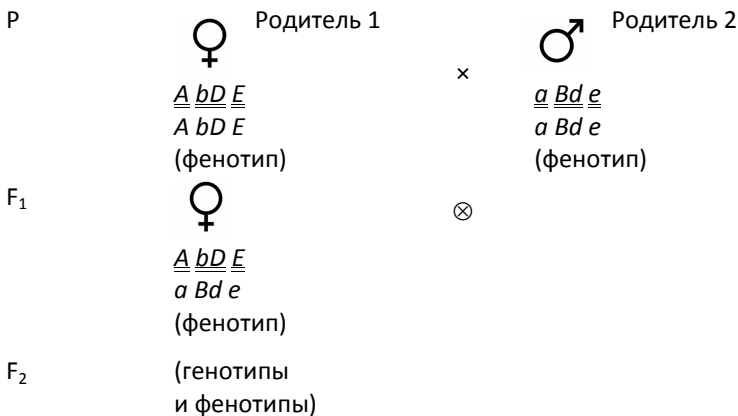 P Родитель 1 Родитель 2
×
A bD E a Bd e
A bD E a Bd e
(фенотип) (фенотип)
F₁ ⊗
A bD E
a Bd e
(фенотип)
F₂ (генотипы
и фенотипы)